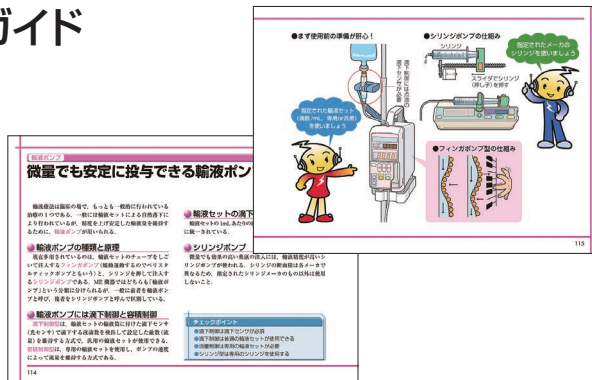 ガイド
●まず使用前の準備が肝心！
滴下制御には点滴の
滴下センサが必要
指定された輸液セット
（滴数/mL、専用or汎用）
を使いましょう
●シリンジポンプの仕組み
シリンジ
スライダでシリンジ
（押し子）を押す
指定されたメーカの
シリンジを使いましょう
●フィンガポンプ型の仕組み
115
輸液ポンプ
微量でも安定に投与できる輸液ポン
輸液療法は臨床の場で、もっとも一般的に行われている
治療の1つである。一般には輸液セットによる自然落下に
より行われているが、精度を上げ安定した輸液量を維持す
るために、輸液ポンプが用いられる。
●輸液ポンプの種類と原理
現在多用されているのは、輸液セットのチューブをしご
いて注入するフィンガポンプ（蠕動運動するのでペリスタ
ルティックポンプともいう）と、シリンジを押して注入す
るシリンジポンプである。ME機器ではどちらも「輸液ポ
ンプ」という分類に分けられるが、一般に前者を輸液ポン
プと呼び、後者をシリンジポンプと呼んで区別している。
●輸液ポンプには滴下制御と容積制御
滴下制御型は、輸液セットの輸液筒に付けた滴下センサ
（光センサ）で滴下する液滴数を検出して設定した滴数（流
量）を維持する方式で、汎用の輸液セットが使用できる。
容積制御型は、専用の輸液セットを使用し、ポンプの速度
によって流量を維持する方式である。
114
●輸液セットの滴下
輸液セットの1mLあたりの
に統一されている。
●シリンジポンプ
微量でも効果の高い薬液の注入には、輸液精度が高いシ
リンジポンプが使われる。シリンジの断面積は各メーカで
異なるため、指定されたシリンジメーカのもの以外は使用
しないこと。
チェックポイント
●滴下制御は滴下センサが必須
●滴下制御は普通の輸液セットが使用できる
●流量制御は専用の輸液セットが必要
●シリンジ型は専用のシリンジを使用する